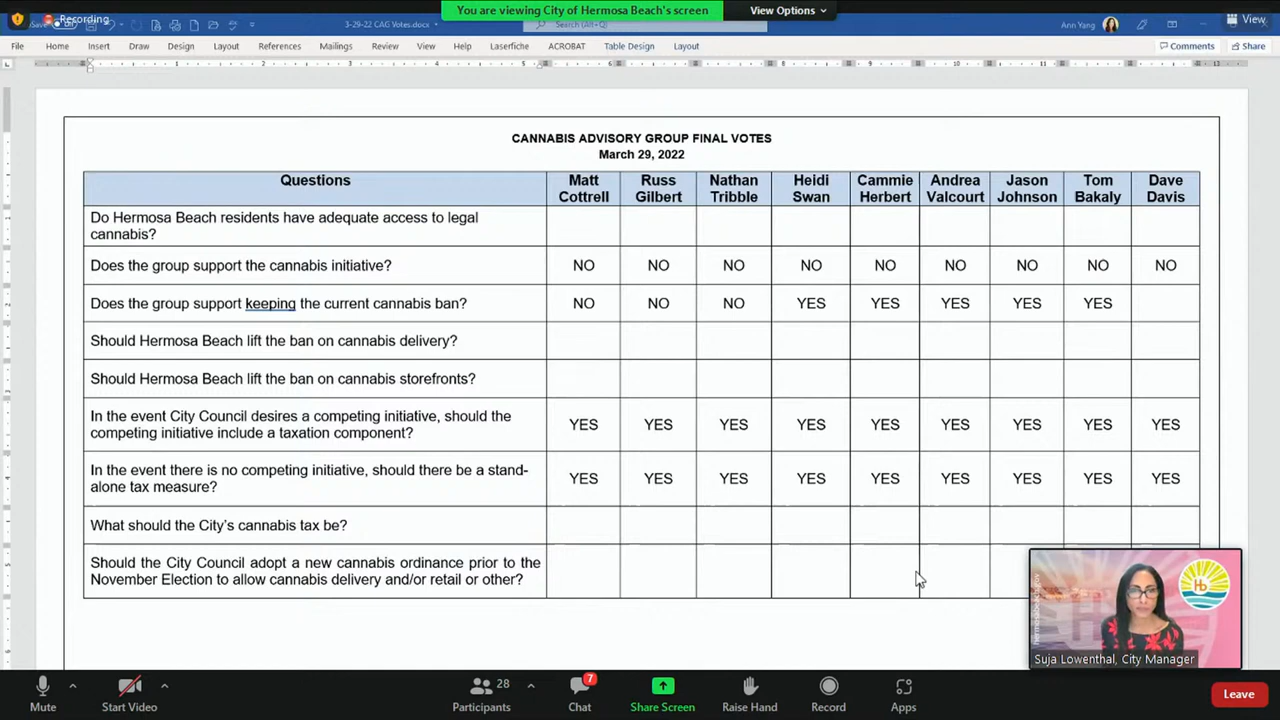 Recording
You are viewing City of Hermosa Beach's screen
View Options
3-29-22 CAG Votes.docx
Search (Alt+Q)
Ann Yang
View
File Home Insert Draw Design Layout References Mailings Review View Help Laserfiche ACROBAT Table Design Layout Comments Share
CANNABIS ADVISORY GROUP FINAL VOTES
March 29, 2022
Questions Matt Cottrell Russ Gilbert Nathan Tribble Heidi Swan Cammie Herbert Andrea Valcourt Jason Johnson Tom Bakaly Dave Davis
Do Hermosa Beach residents have adequate access to legal
cannabis?
Does the group support the cannabis initiative? NO NO NO NO NO NO NO NO NO
Does the group support keeping the current cannabis ban? NO NO NO YES YES YES YES YES
Should Hermosa Beach lift the ban on cannabis delivery?
Should Hermosa Beach lift the ban on cannabis storefronts?
In the event City Council desires a competing initiative, should the
competing initiative include a taxation component? YES YES YES YES YES YES YES YES YES
In the event there is no competing initiative, should there be a stand-
alone tax measure? YES YES YES YES YES YES YES YES YES
What should the City's cannabis tax be?
Should the City Council adopt a new cannabis ordinance prior to the
November Election to allow cannabis delivery and/or retail or other?
Hb
Suja Lowenthal, City Manager
28
7
Mute Start Video Participants Chat Share Screen Raise Hand Record Apps Leave